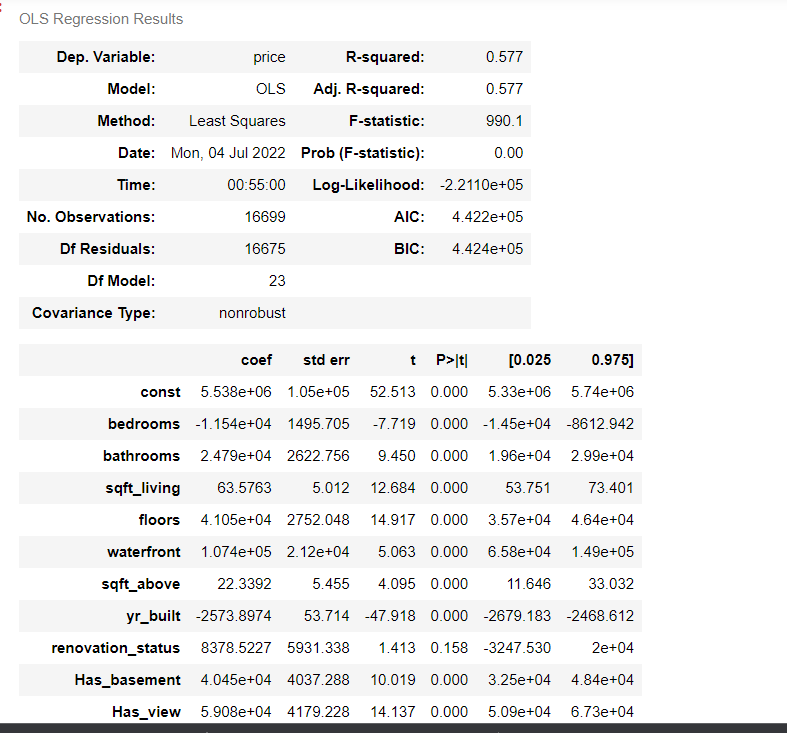 OLS Regression Results
Dep. Variable: price R-squared: 0.577
Model: OLS Adj. R-squared: 0.577
Method: Least Squares F-statistic: 990.1
Date: Mon, 04 Jul 2022 Prob (F-statistic): 0.00
Time: 00:55:00 Log-Likelihood: -2.2110e+05
No. Observations: 16699 AIC: 4.422e+05
Df Residuals: 16675 BIC: 4.424e+05
Df Model: 23
Covariance Type: nonrobust
coef std err t P>|t| [0.025 0.975]
const 5.538e+06 1.05e+05 52.513 0.000 5.33e+06 5.74e+06
bedrooms -1.154e+04 1495.705 -7.719 0.000 -1.45e+04 -8612.942
bathrooms 2.479e+04 2622.756 9.450 0.000 1.96e+04 2.99e+04
sqft_living 63.5763 5.012 12.684 0.000 53.751 73.401
floors 4.105e+04 2752.048 14.917 0.000 3.57e+04 4.64e+04
waterfront 1.074e+05 2.12e+04 5.063 0.000 6.58e+04 1.49e+05
sqft_above 22.3392 5.455 4.095 0.000 11.646 33.032
yr_built -2573.8974 53.714 -47.918 0.000 -2679.183 -2468.612
renovation_status 8378.5227 5931.338 1.413 0.158 -3247.530 2e+04
Has_basement 4.045e+04 4037.288 10.019 0.000 3.25e+04 4.84e+04
Has_view 5.908e+04 4179.228 14.137 0.000 5.09e+04 6.73e+04